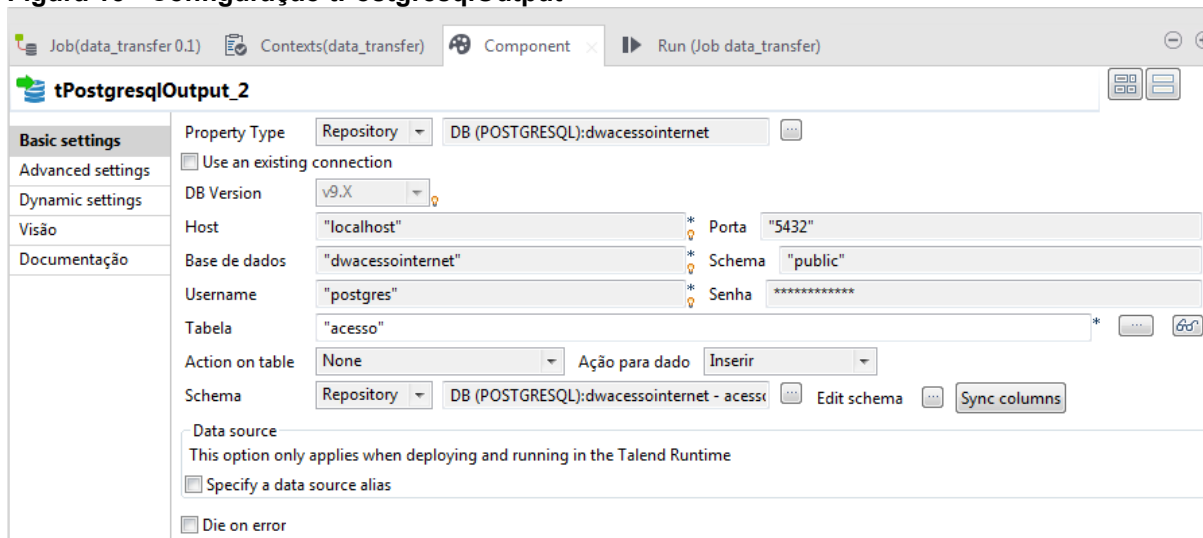 Job(data_transfer 0.1) Contexts(data_transfer) Component Run (Job data_transfer)
tPostgresqlOutput_2
Basic settings
Advanced settings
Dynamic settings
Visão
Documentação
Property Type Repository DB (POSTGRESQL):dwacessointernet ...
Use an existing connection
DB Version v9.X
Host "localhost" * Porta "5432"
Base de dados "dwacessointernet" * Schema "public"
Username "postgres" * Senha ************
Tabela "acesso" * ...
Action on table None Ação para dado Inserir
Schema Repository DB (POSTGRESQL):dwacessointernet - acesso ... Edit schema ... Sync columns
Data source
This option only applies when deploying and running in the Talend Runtime
Specify a data source alias
Die on error